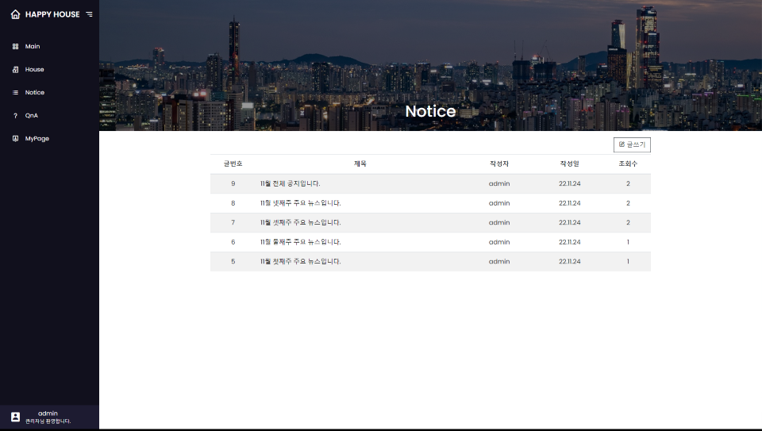 HAPPY HOUSE
Main
House
Notice
QnA
MyPage
Notice
글쓰기
글번호 제목 작성자 작성일 조회수
9 11월 전체 공지입니다. admin 22.11.24 2
8 11월 넷째주 주요 뉴스입니다. admin 22.11.24 2
7 11월 셋째주 주요 뉴스입니다. admin 22.11.24 2
6 11월 둘째주 주요 뉴스입니다. admin 22.11.24 1
5 11월 첫째주 주요 뉴스입니다. admin 22.11.24 1
admin
관리자님 환영합니다.